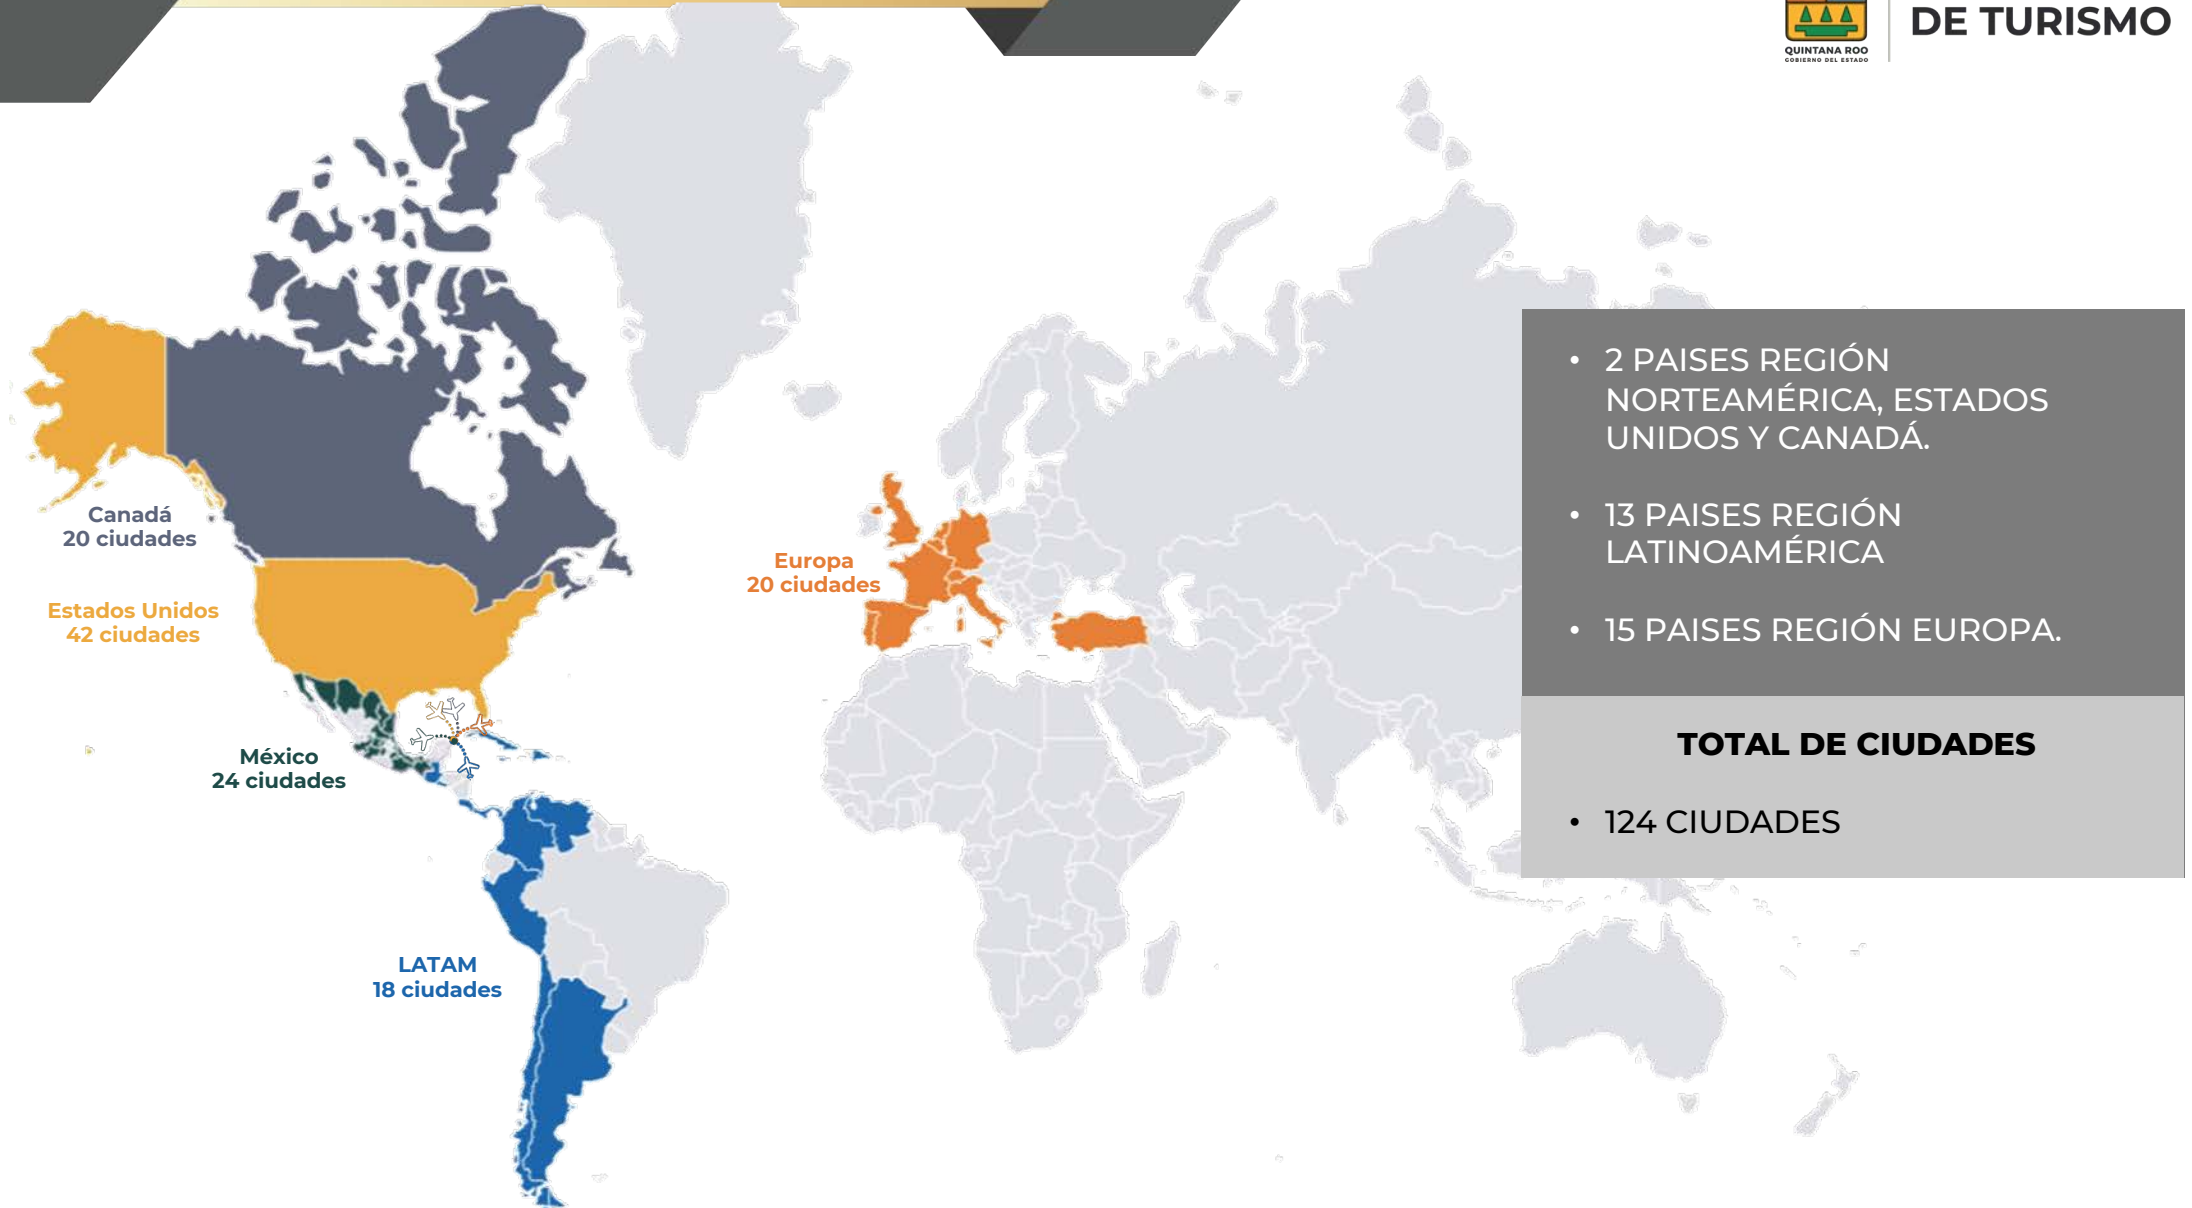 QUINTANA ROO
GOBIERNO DEL ESTADO
DE TURISMO
Canadá
20 ciudades
Estados Unidos
42 ciudades
México
24 ciudades
LATAM
18 ciudades
Europa
20 ciudades
• 2 PAISES REGIÓN
NORTEAMÉRICA, ESTADOS
UNIDOS Y CANADÁ.
• 13 PAISES REGIÓN
LATINOAMÉRICA
• 15 PAISES REGIÓN EUROPA.
TOTAL DE CIUDADES
• 124 CIUDADES